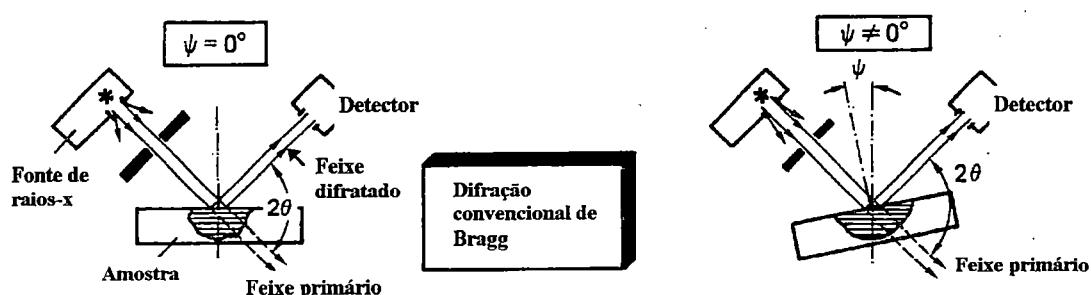 ψ = 0°
Detector
Fonte de
raios-x
Feixe
difratado
2θ
Amostra
Feixe primário
Difração
convencional de
Bragg
ψ ≠ 0°
ψ
Detector
2θ
Feixe primário